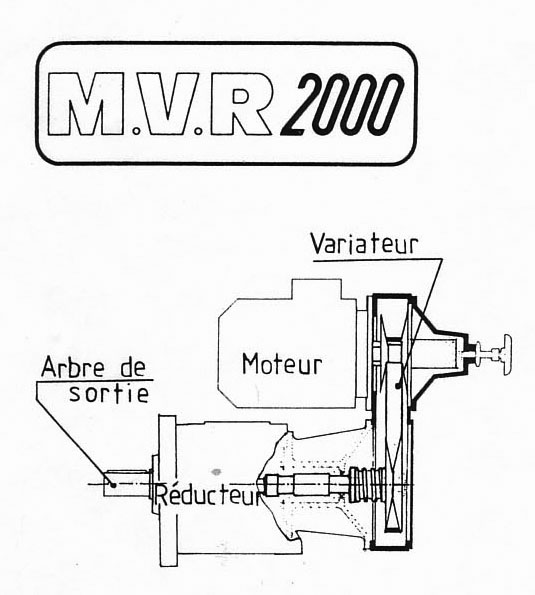 M.V.R 2000
Variateur
Moteur
Arbre de
sortie
Réducteur